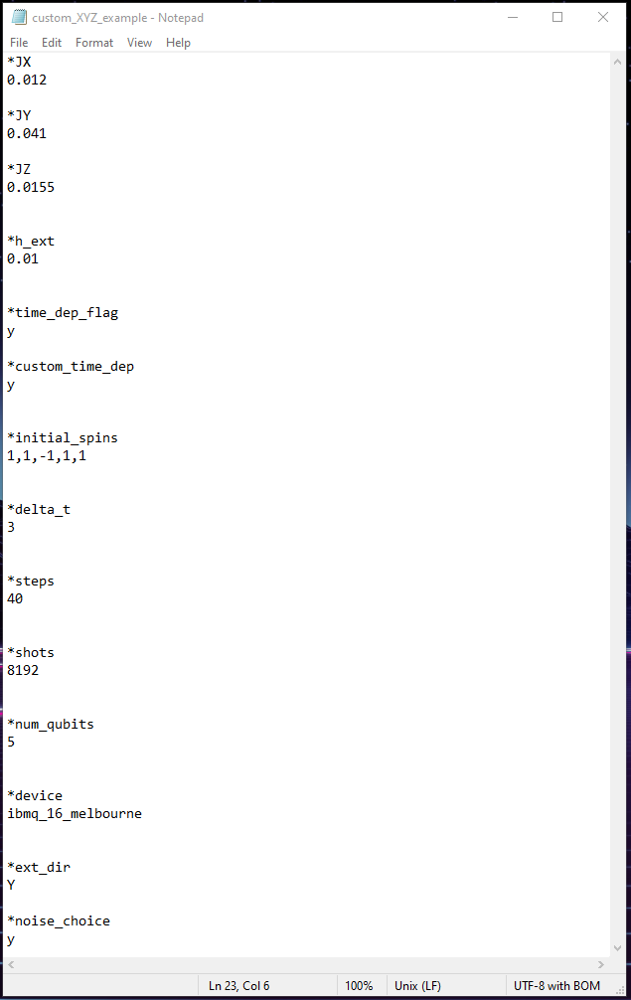 custom_XYZ_example - Notepad
File Edit Format View Help
*JX
0.012
*JY
0.041
*JZ
0.0155
*h_ext
0.01
*time_dep_flag
y
*custom_time_dep
y
*initial_spins
1,1,-1,1,1
*delta_t
3
*steps
40
*shots
8192
*num_qubits
5
*device
ibmq_16_melbourne
*ext_dir
Y
*noise_choice
y
Ln 23, Col 6 100% Unix (LF) UTF-8 with BOM